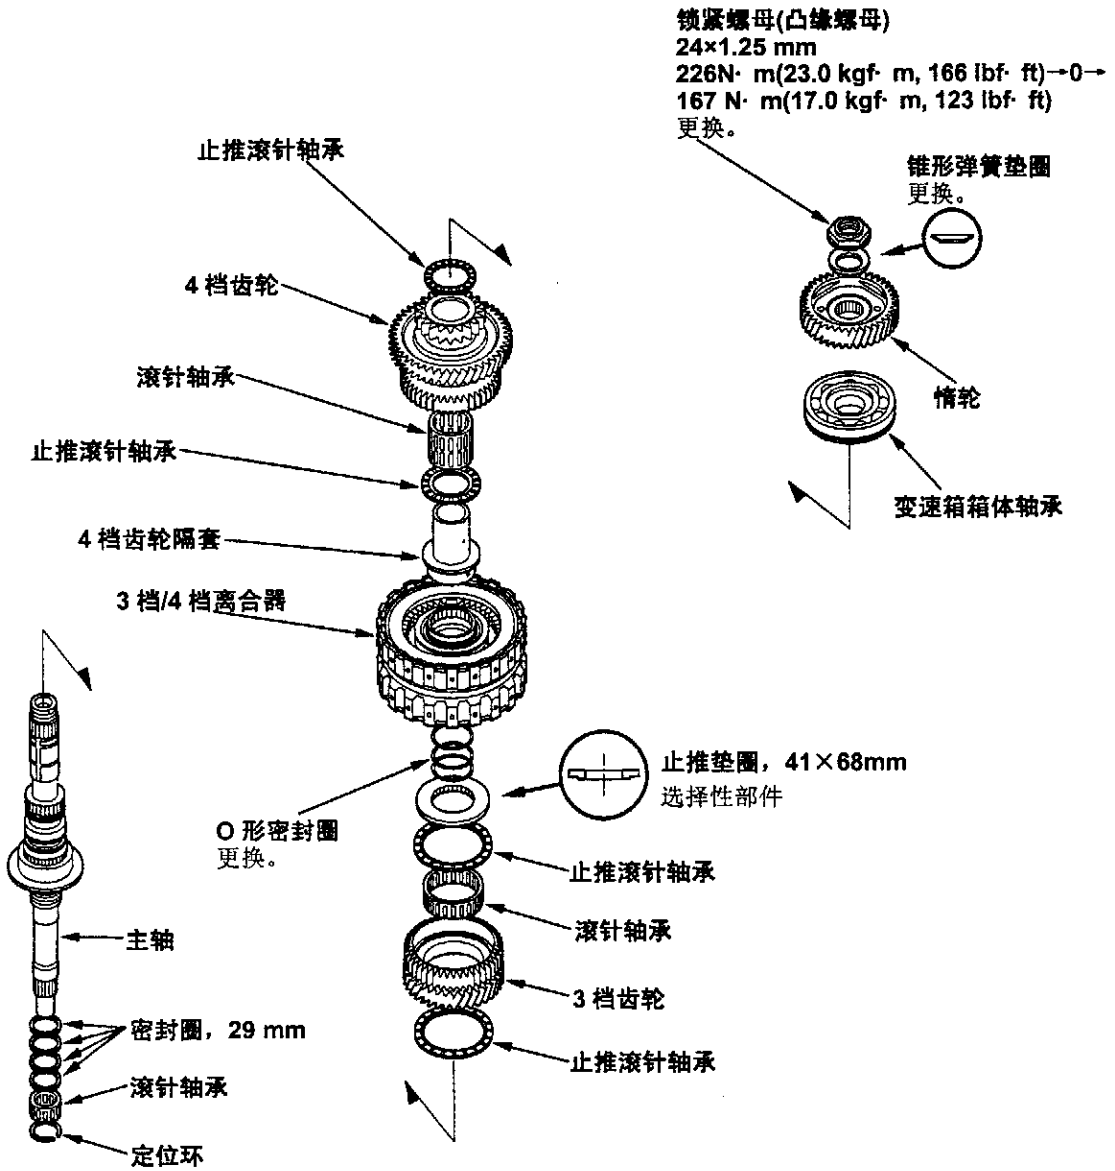 锁紧螺母(凸缘螺母)
24×1.25 mm
226N· m(23.0 kgf· m, 166 lbf· ft)→0→
167 N· m(17.0 kgf· m, 123 lbf· ft)
更换。
锥形弹簧垫圈
更换。
止推滚针轴承
4 档齿轮
滚针轴承
惰轮
止推滚针轴承
变速箱箱体轴承
4 档齿轮隔套
3 档/4 档离合器
止推垫圈，41×68mm
选择性部件
O 形密封圈
更换。
止推滚针轴承
滚针轴承
主轴
3 档齿轮
密封圈，29 mm
止推滚针轴承
滚针轴承
定位环